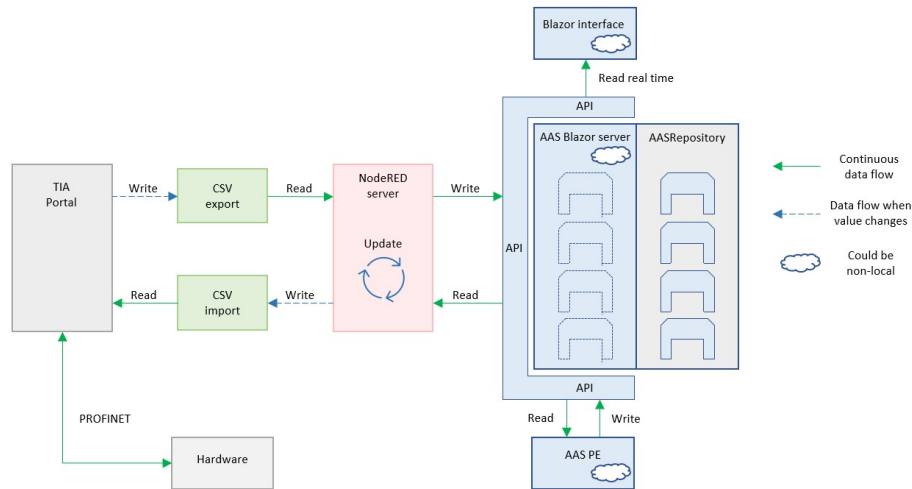 Blazor interface
Read real time
API
AAS Blazor server
AASRepository
TIA
Portal
Write
CSV
export
Read
NodeRED
server
Write
Continuous
data flow
Data flow when
value changes
Update
API
Could be
non-local
Read
CSV
import
Write
Read
API
PROFINET
Read
Write
Hardware
AAS PE